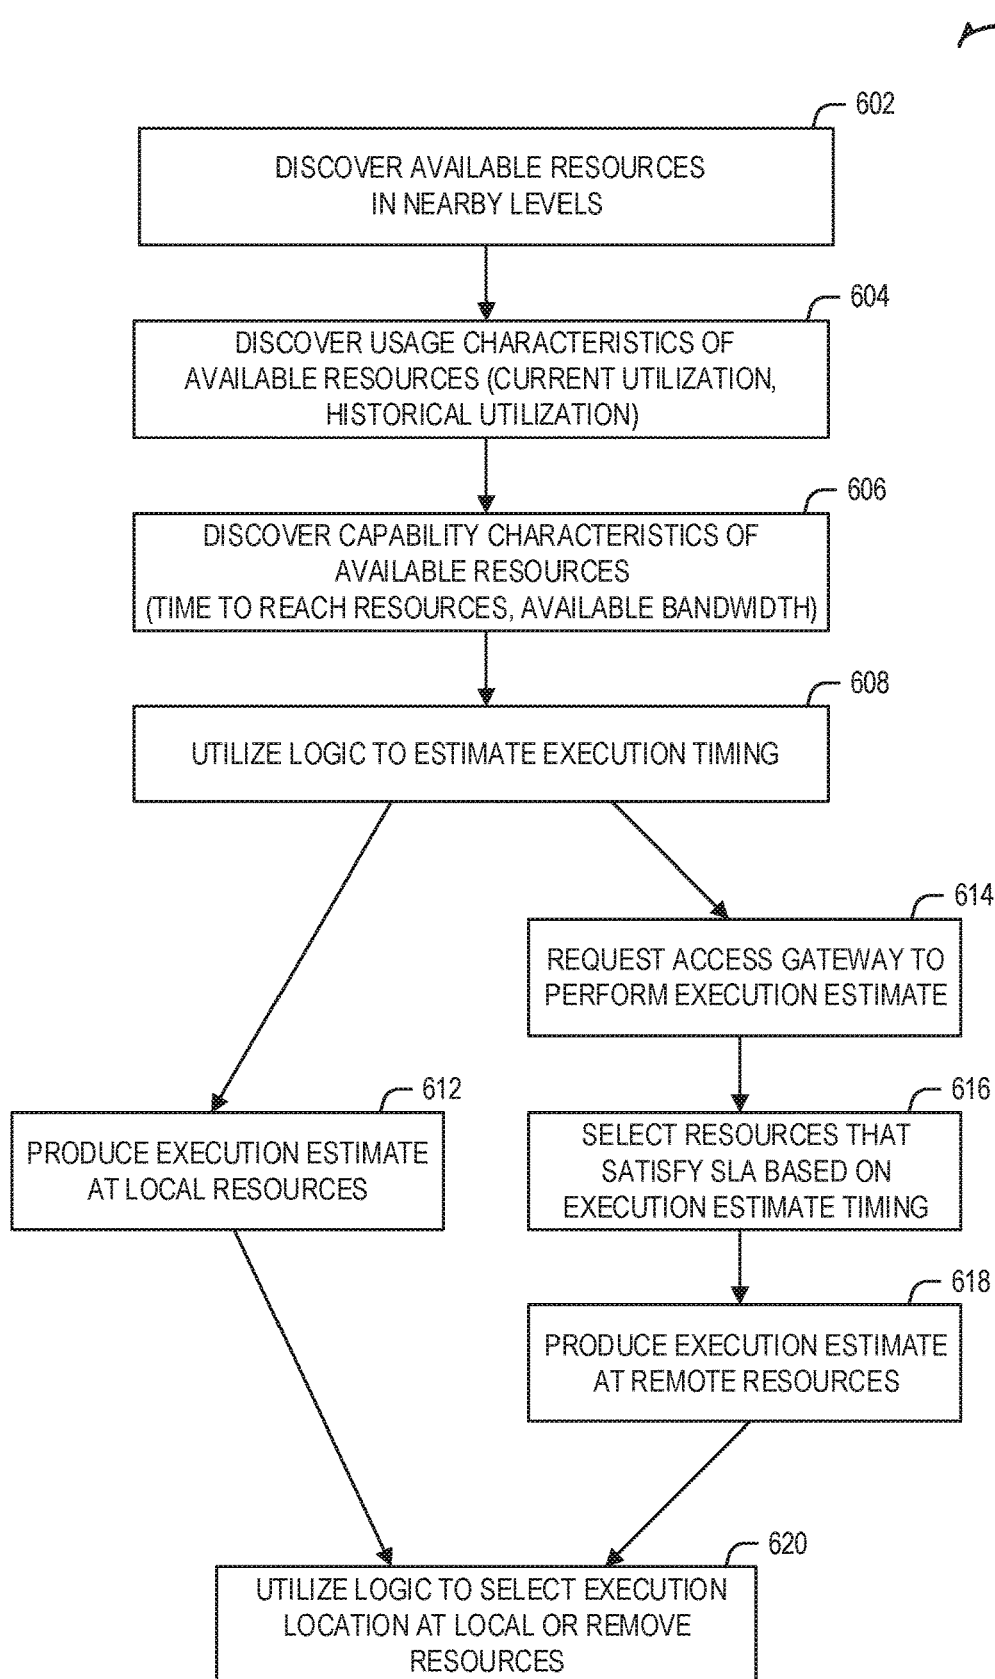 602
DISCOVER AVAILABLE RESOURCES
IN NEARBY LEVELS
604
DISCOVER USAGE CHARACTERISTICS OF
AVAILABLE RESOURCES (CURRENT UTILIZATION,
HISTORICAL UTILIZATION)
606
DISCOVER CAPABILITY CHARACTERISTICS OF
AVAILABLE RESOURCES
(TIME TO REACH RESOURCES, AVAILABLE BANDWIDTH)
608
UTILIZE LOGIC TO ESTIMATE EXECUTION TIMING
614
REQUEST ACCESS GATEWAY TO
PERFORM EXECUTION ESTIMATE
612
PRODUCE EXECUTION ESTIMATE
AT LOCAL RESOURCES
616
SELECT RESOURCES THAT
SATISFY SLA BASED ON
EXECUTION ESTIMATE TIMING
618
PRODUCE EXECUTION ESTIMATE
AT REMOTE RESOURCES
620
UTILIZE LOGIC TO SELECT EXECUTION
LOCATION AT LOCAL OR REMOVE
RESOURCES